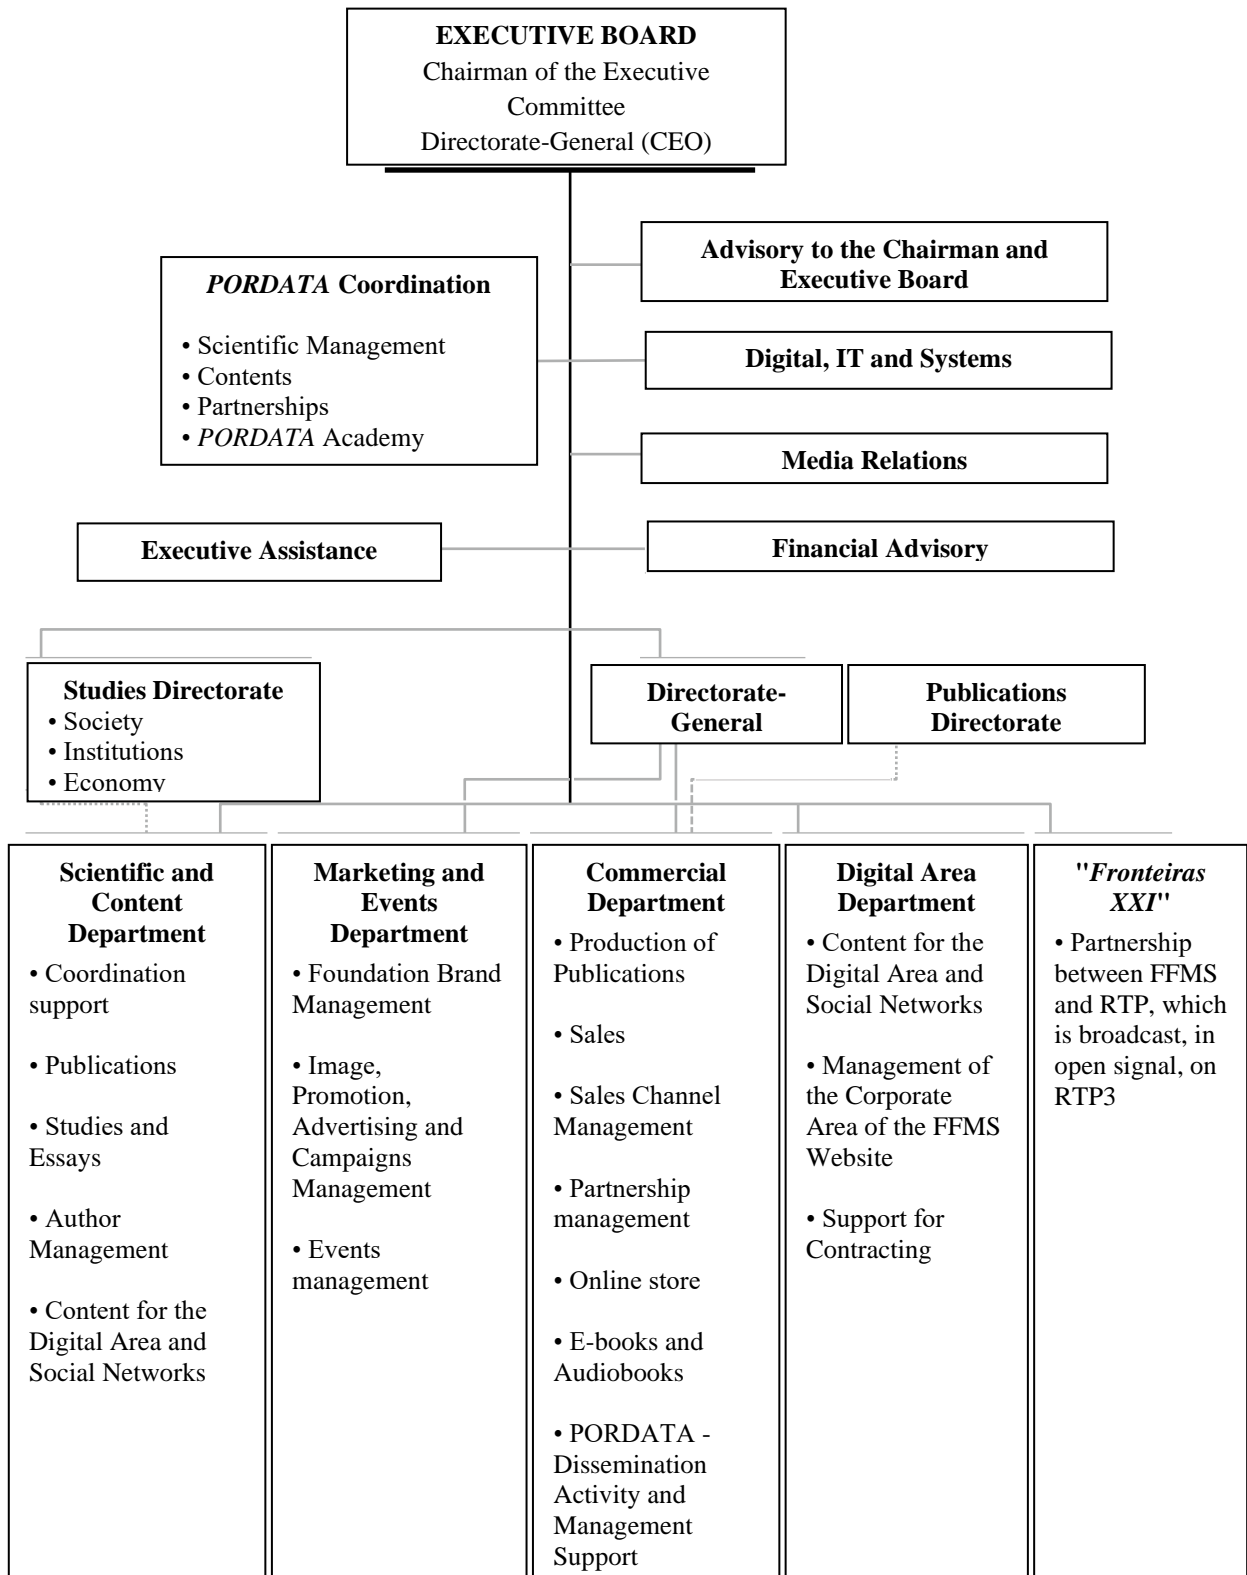 EXECUTIVE BOARD
Chairman of the Executive
Committee
Directorate-General (CEO)
Advisory to the Chairman and
Executive Board
PORDATA Coordination
• Scientific Management
• Contents
• Partnerships
• PORDATA Academy
Digital, IT and Systems
Media Relations
Executive Assistance
Financial Advisory
Studies Directorate
• Society
• Institutions
• Economy
Directorate-
General
Publications
Directorate
Scientific and
Content
Department
• Coordination
support
• Publications
• Studies and
Essays
• Author
Management
• Content for the
Digital Area and
Social Networks
Marketing and
Events
Department
• Foundation Brand
Management
• Image,
Promotion,
Advertising and
Campaigns
Management
• Events
management
Commercial
Department
• Production of
Publications
• Sales
• Sales Channel
Management
• Partnership
management
• Online store
• E-books and
Audiobooks
• PORDATA -
Dissemination
Activity and
Management
Support
Digital Area
Department
• Content for the
Digital Area and
Social Networks
• Management of
the Corporate
Area of the FFMS
Website
• Support for
Contracting
"Fronteiras
XXI"
• Partnership
between FFMS
and RTP, which
is broadcast, in
open signal, on
RTP3